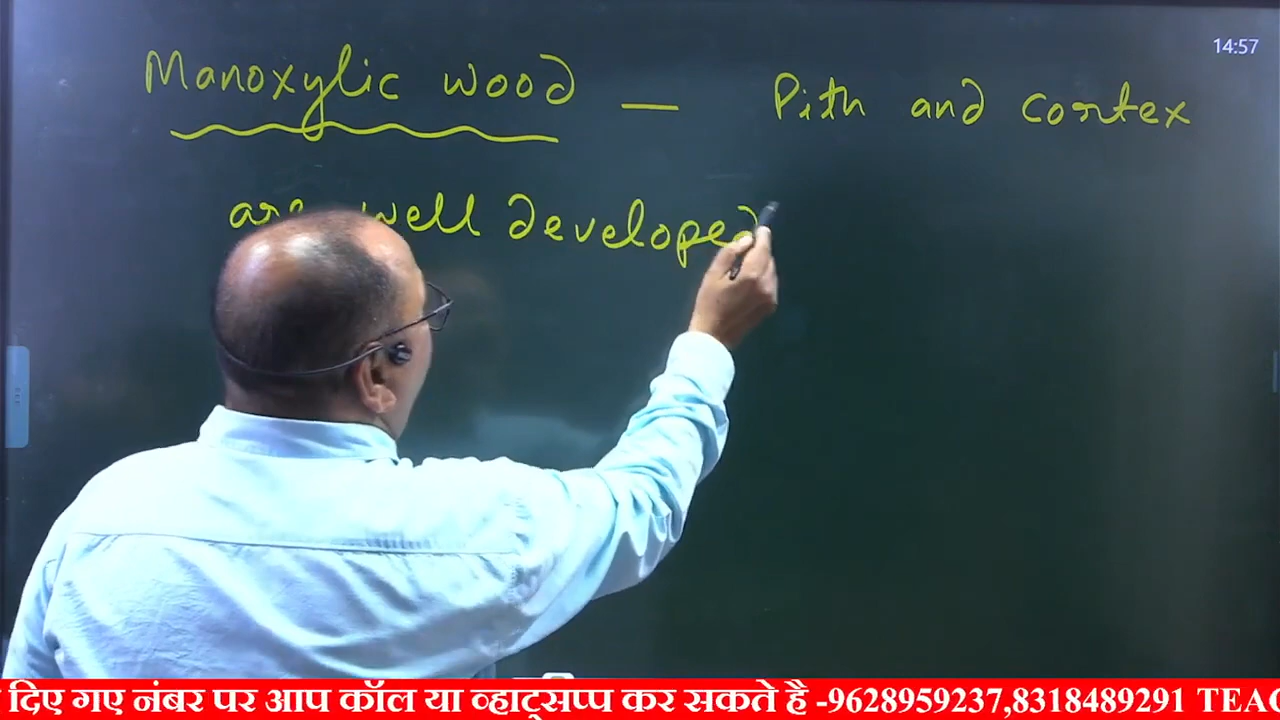 14:57
Manoxylic wood — Pith and cortex
are well developed
दिए गए नंबर पर आप कॉल या व्हाट्सप्प कर सकते है -9628959237,8318489291 TEAC